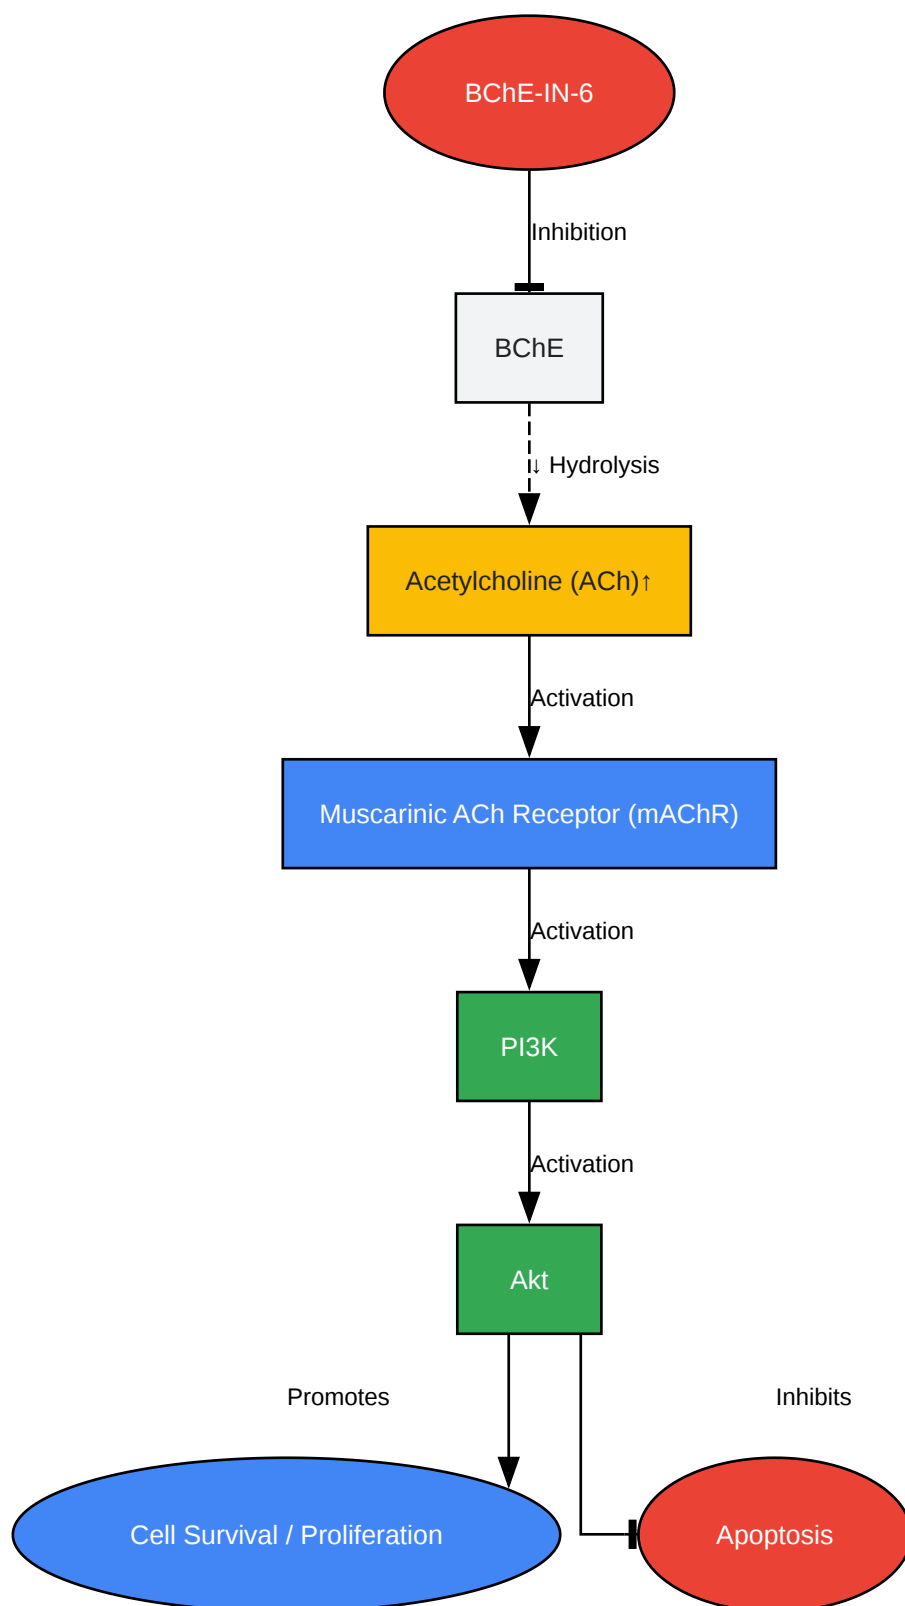 BChE-IN-6
Inhibition
BChE
↓ Hydrolysis
Acetylcholine (ACh)↑
Activation
Muscarinic ACh Receptor (mAChR)
Activation
PI3K
Activation
Akt
Promotes
Inhibits
Cell Survival / Proliferation
Apoptosis